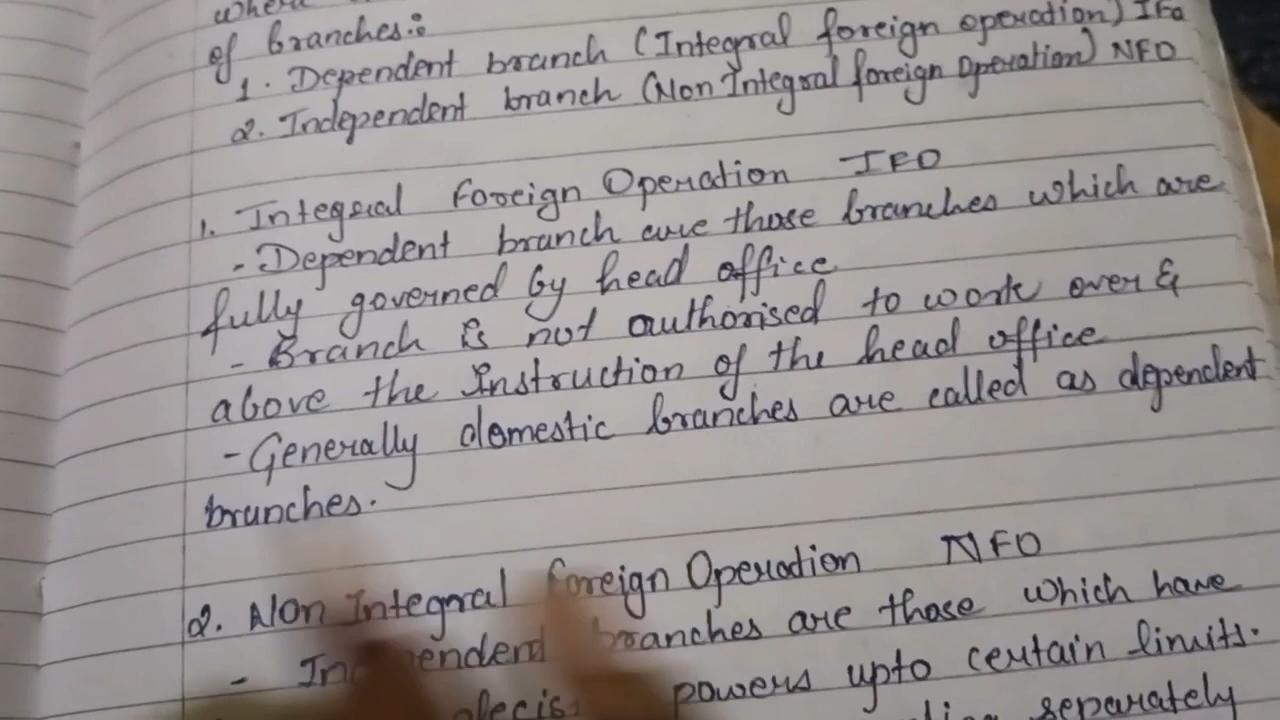 where
of branches:
1. Dependent branch (Integral foreign operation) IFO
2. Independent branch (Non Integral foreign Operation) NFO
1. Integral foreign Operation IFO
- Dependent branch are those branches which are
fully governed by head office
- Branch is not authorised to work over &
above the Instruction of the head office
- Generally domestic branches are called as dependent
branches.
2. Non Integral foreign Operation NFO
- branches are those which have
powers upto certain limits.
separately